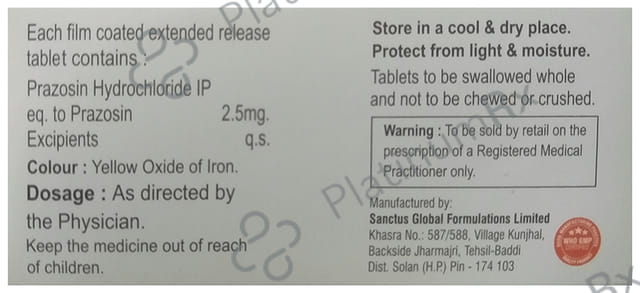 Each film coated extended release
tablet contains :
Prazosin Hydrochloride IP
eq. to Prazosin 2.5mg.
Excipients q.s.
Colour : Yellow Oxide of Iron.
Dosage : As directed by
the Physician.
Keep the medicine out of reach
of children.
Store in a cool & dry place.
Protect from light & moisture.
Tablets to be swallowed whole
and not to be chewed or crushed.
Warning : To be sold by retail on the
prescription of a Registered Medical
Practitioner only.
Manufactured by:
Sanctus Global Formulations Limited
Khasra No.: 587/588, Village Kunjhal,
Backside Jharmajri, Tehsil-Baddi
Dist. Solan (H.P.) Pin - 174 103
WHO GMP
PlatinumRx